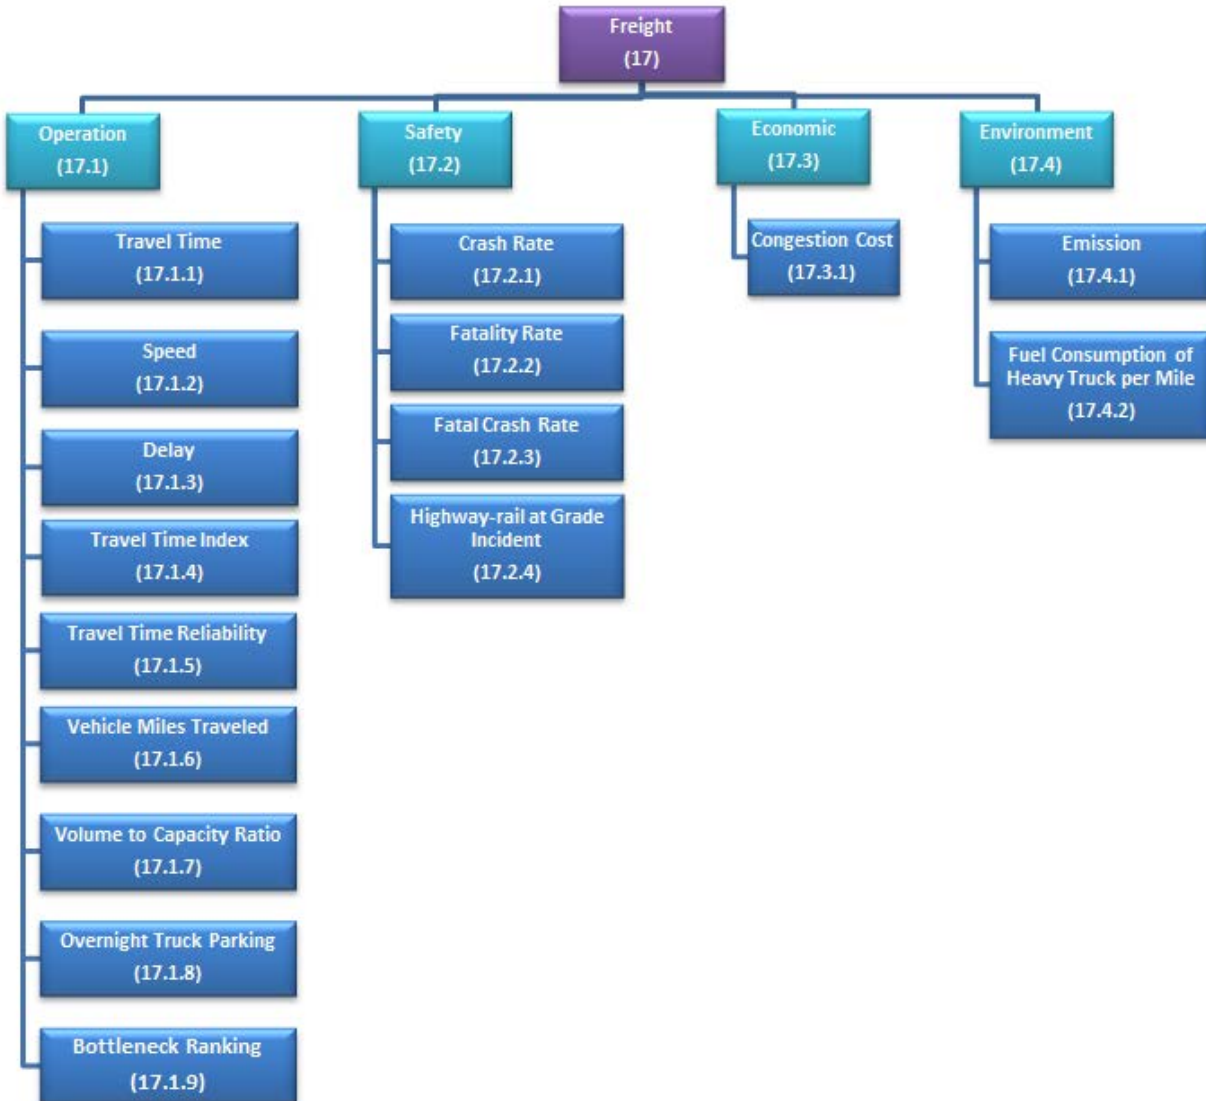 Freight
(17)
Operation
(17.1)
Travel Time
(17.1.1)
Speed
(17.1.2)
Delay
(17.1.3)
Travel Time Index
(17.1.4)
Travel Time Reliability
(17.1.5)
Vehicle Miles Traveled
(17.1.6)
Volume to Capacity Ratio
(17.1.7)
Overnight Truck Parking
(17.1.8)
Bottleneck Ranking
(17.1.9)
Safety
(17.2)
Crash Rate
(17.2.1)
Fatality Rate
(17.2.2)
Fatal Crash Rate
(17.2.3)
Highway-rail at Grade
Incident
(17.2.4)
Economic
(17.3)
Congestion Cost
(17.3.1)
Environment
(17.4)
Emission
(17.4.1)
Fuel Consumption of
Heavy Truck per Mile
(17.4.2)